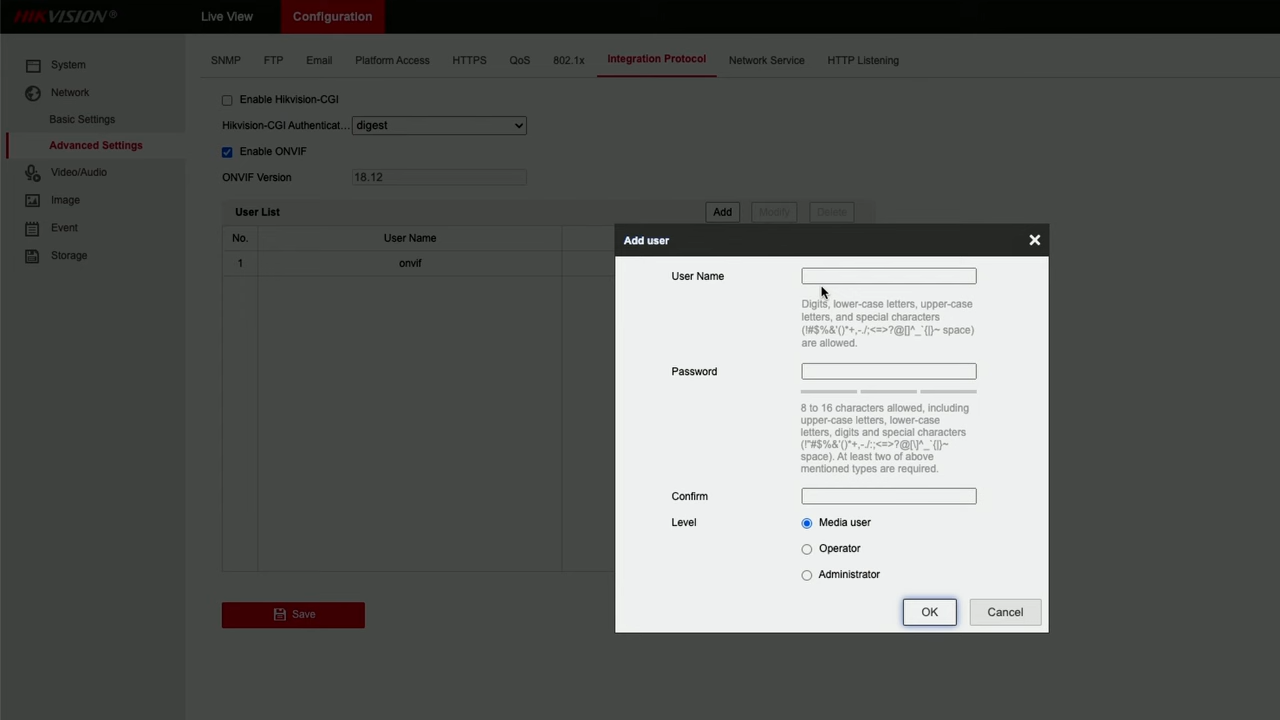 HIKVISION®
Live View
Configuration
System
Network
Basic Settings
Advanced Settings
Video/Audio
Image
Event
Storage
SNMP FTP Email Platform Access HTTPS QoS 802.1x Integration Protocol Network Service HTTP Listening
Enable Hikvision-CGI
Hikvision-CGI Authenticat... digest
Enable ONVIF
ONVIF Version 18.12
User List Add Modify Delete
No. User Name
1 onvif
Save
Add user
User Name
Digits, lower-case letters, upper-case
letters, and special characters
(!#$%&'()*+,-./;<=>?@[]^_`{|}~ space)
are allowed.
Password
8 to 16 characters allowed, including
upper-case letters, lower-case
letters, digits and special characters
(!"#$%&'()*+,-./:;<=>?@[\]^_`{|}~
space). At least two of above
mentioned types are required.
Confirm
Level Media user
Operator
Administrator
OK Cancel